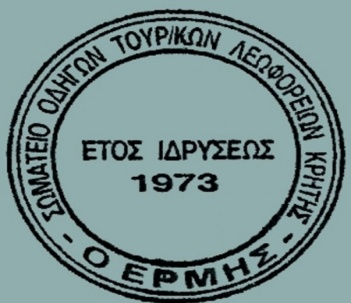 ΣΩΜΑΤΕΙΟ ΟΔΗΓΩΝ ΤΟΥΡ/ΚΩΝ ΛΕΩΦΟΡΕΙΩΝ ΚΡΗΤΗΣ
ΕΤΟΣ ΙΔΡΥΣΕΩΣ
1973
- Ο ΕΡΜΗΣ -